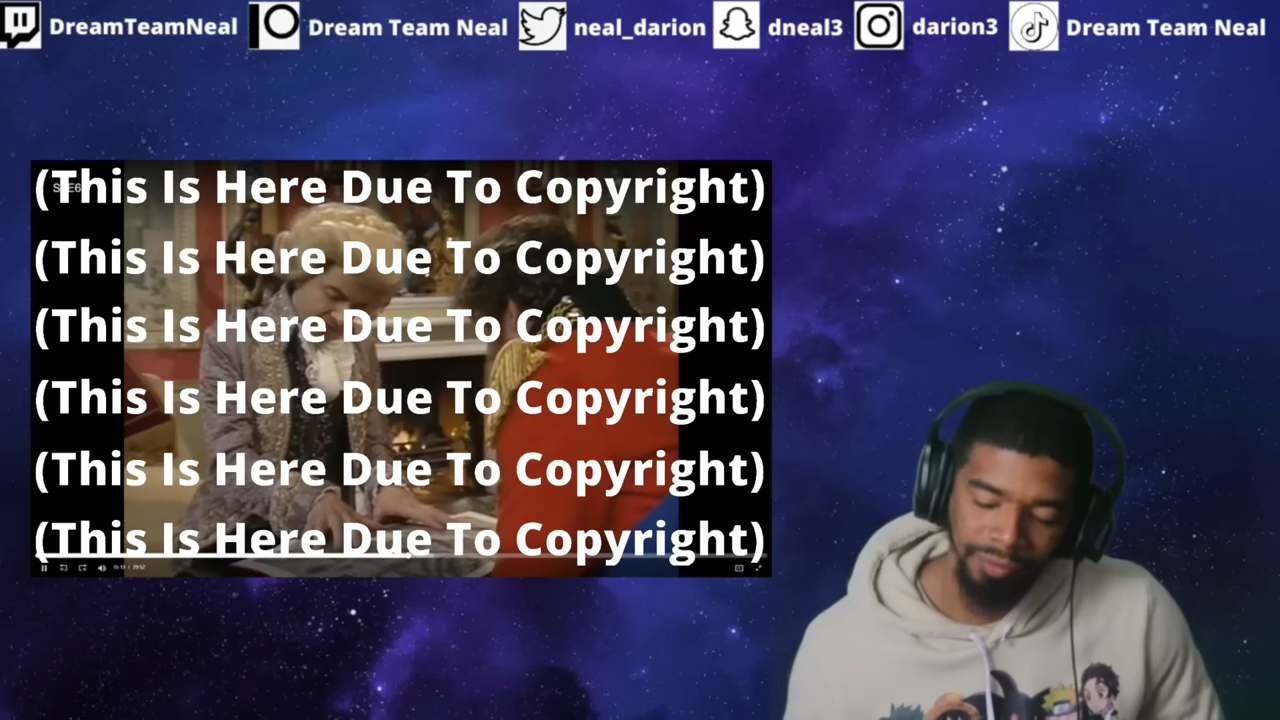 DreamTeamNeal Dream Team Neal neal_darion dneal3 darion3 Dream Team Neal
(This Is Here Due To Copyright)
(This Is Here Due To Copyright)
(This Is Here Due To Copyright)
(This Is Here Due To Copyright)
(This Is Here Due To Copyright)
(This Is Here Due To Copyright)